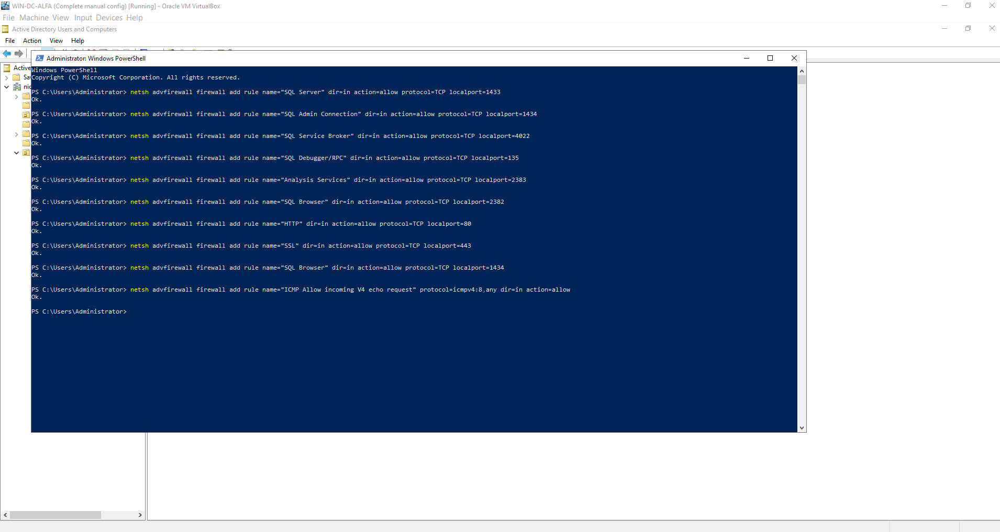 WIN-DC-ALFA (Complete manual config) [Running] - Oracle VM VirtualBox
File Machine View Input Devices Help
Active Directory Users and Computers
File Action View Help
Administrator: Windows PowerShell
Active
Sa
nic
Windows PowerShell
Copyright (C) Microsoft Corporation. All rights reserved.
PS C:\Users\Administrator> netsh advfirewall firewall add rule name="SQL Server" dir=in action=allow protocol=TCP localport=1433
Ok.
PS C:\Users\Administrator> netsh advfirewall firewall add rule name="SQL Admin Connection" dir=in action=allow protocol=TCP localport=1434
Ok.
PS C:\Users\Administrator> netsh advfirewall firewall add rule name="SQL Service Broker" dir=in action=allow protocol=TCP localport=4022
Ok.
PS C:\Users\Administrator> netsh advfirewall firewall add rule name="SQL Debugger/RPC" dir=in action=allow protocol=TCP localport=135
Ok.
PS C:\Users\Administrator> netsh advfirewall firewall add rule name="Analysis Services" dir=in action=allow protocol=TCP localport=2383
Ok.
PS C:\Users\Administrator> netsh advfirewall firewall add rule name="SQL Browser" dir=in action=allow protocol=TCP localport=2382
Ok.
PS C:\Users\Administrator> netsh advfirewall firewall add rule name="HTTP" dir=in action=allow protocol=TCP localport=80
Ok.
PS C:\Users\Administrator> netsh advfirewall firewall add rule name="SSL" dir=in action=allow protocol=TCP localport=443
Ok.
PS C:\Users\Administrator> netsh advfirewall firewall add rule name="SQL Browser" dir=in action=allow protocol=TCP localport=1434
Ok.
PS C:\Users\Administrator> netsh advfirewall firewall add rule name="ICMP Allow incoming V4 echo request" protocol=icmpv4:8,any dir=in action=allow
Ok.
PS C:\Users\Administrator>